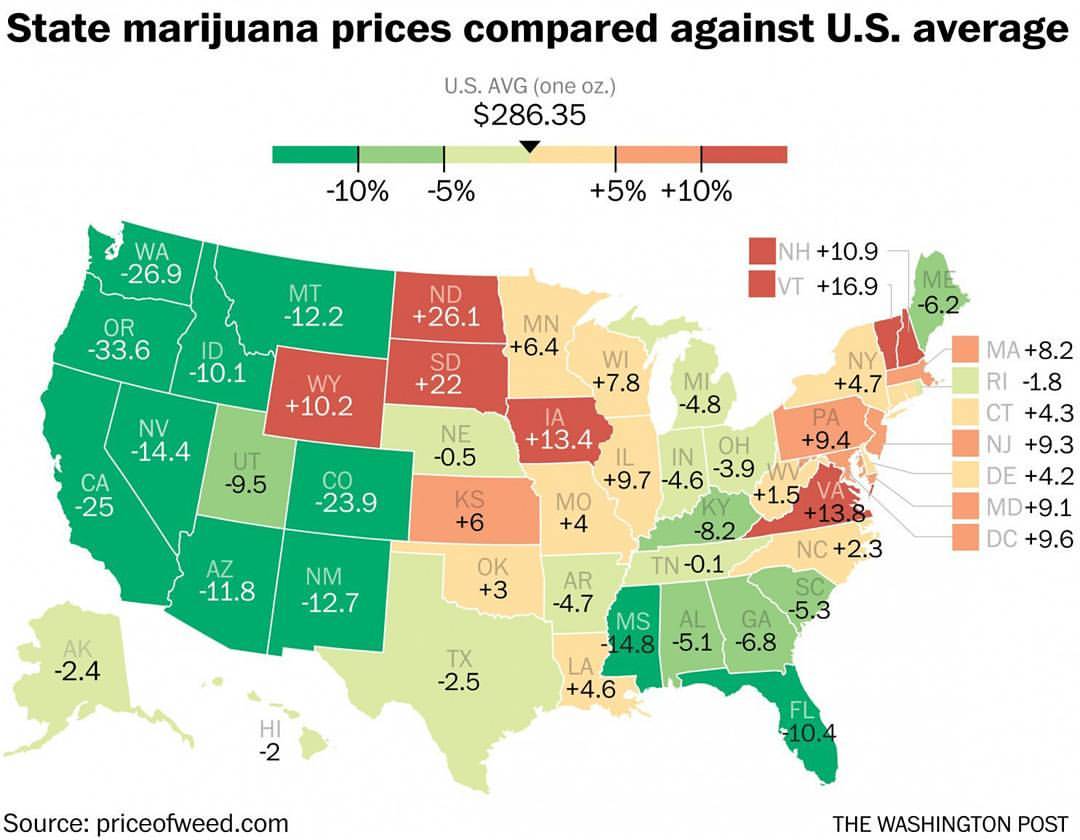 State marijuana prices compared against U.S. average
U.S. AVG (one oz.)
$286.35
-10% -5% +5% +10%
NH +10.9
VT +16.9
WA
-26.9
MT
-12.2
ND
+26.1
ME
-6.2
OR
-33.6
ID
-10.1
MN
+6.4
WI
+7.8
MI
-4.8
NY
+4.7
MA +8.2
RI -1.8
CT +4.3
NJ +9.3
DE +4.2
MD +9.1
DC +9.6
WY
+10.2
SD
+22
IA
+13.4
PA
+9.4
NV
-14.4
UT
-9.5
CO
-23.9
NE
-0.5
IL
+9.7
IN
-4.6
OH
-3.9
WV
+1.5
VA
+13.8
CA
-25
KS
+6
MO
+4
KY
-8.2
NC +2.3
TN -0.1
AZ
-11.8
NM
-12.7
OK
+3
AR
-4.7
SC
-5.3
MS
-14.8
AL
-5.1
GA
-6.8
AK
-2.4
TX
-2.5
LA
+4.6
FL
-10.4
HI
-2
Source: priceofweed.com
THE WASHINGTON POST